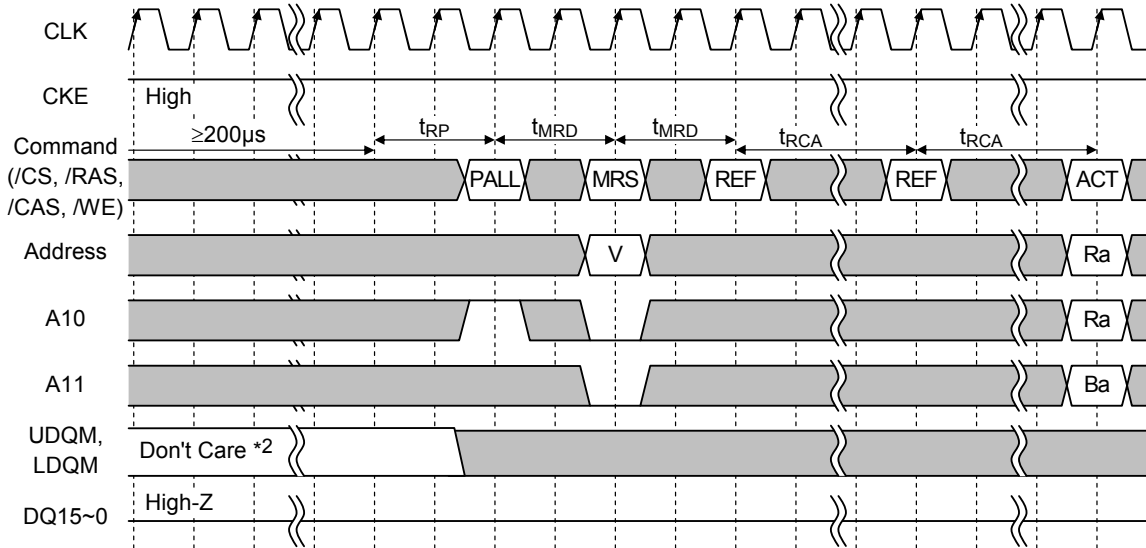 CLK
CKE
High
≥200µs
tRP
tMRD
tMRD
tRCA
tRCA
Command
(/CS, /RAS,
/CAS, /WE)
PALL
MRS
REF
REF
ACT
Address
V
Ra
A10
Ra
A11
Ba
UDQM,
LDQM
Don't Care *2
DQ15~0
High-Z